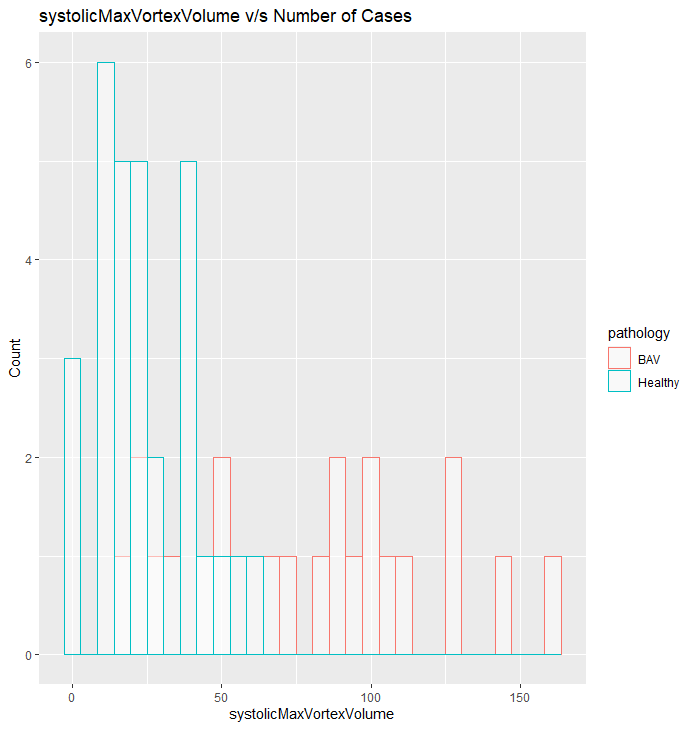 systolicMaxVortexVolume v/s Number of Cases
6
4
2
0
Count
0
50
100
150
systolicMaxVortexVolume
pathology
BAV
Healthy